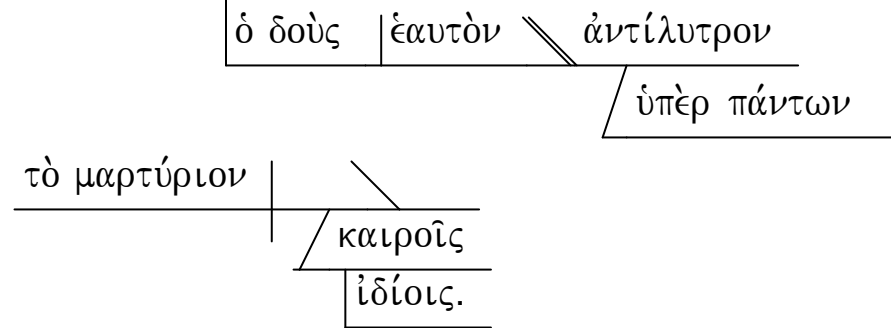 ὁ δοὺς ἑαυτὸν ἀντίλυτρον
ὑπὲρ πάντων
τὸ μαρτύριον
καιροῖς
ἰδίοις.